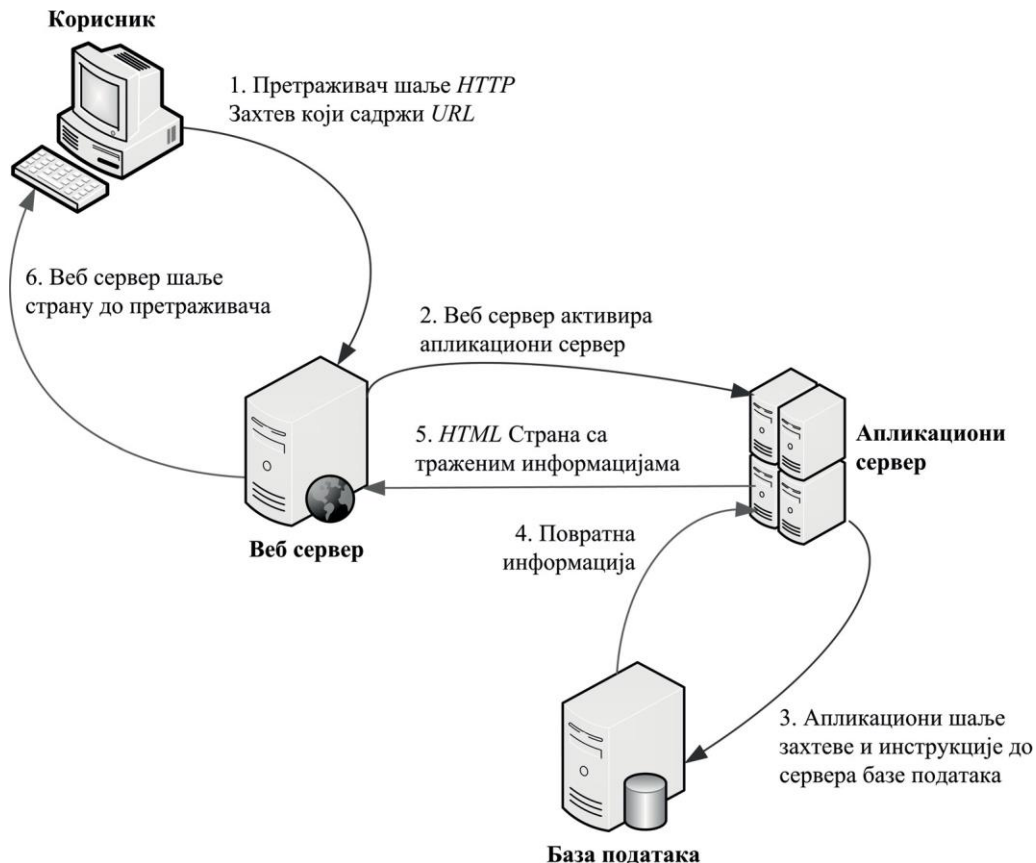 Корисник
1. Претраживач шаље HTTP
Захтев који садржи URL
6. Веб сервер шаље
страну до претраживача
2. Веб сервер активира
апликациони сервер
5. HTML Страна са
траженим информацијама
Апликациони
сервер
Веб сервер
4. Повратна
информација
3. Апликациони шаље
захтеве и инструкције до
сервера базе података
База података